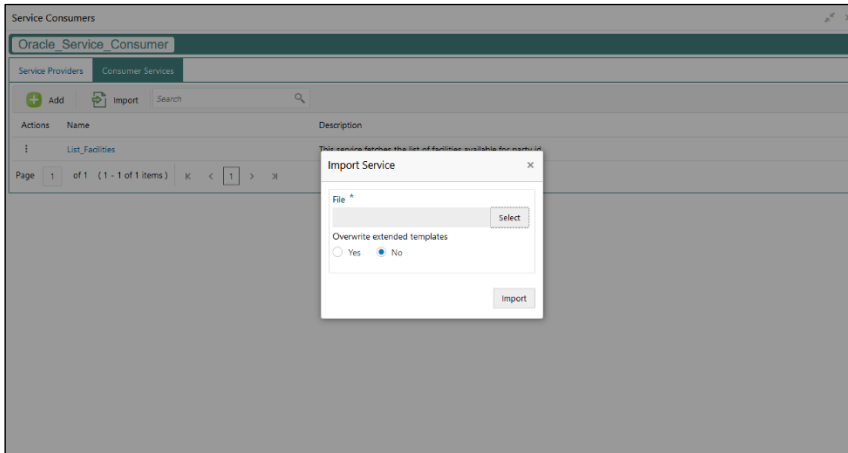 Service Consumers
Oracle_Service_Consumer
Service Providers Consumer Services
Add Import Search
Actions Name Description
List_Facilities This service fetches the list of facilities available for party id
Page 1 of 1 (1 - 1 of 1 items) 1
Import Service
File *
Select
Overwrite extended templates
Yes No
Import